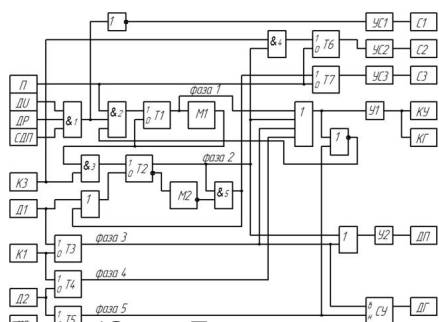 1
УС1
С1
&4
1
0 Т6
УС2
С2
П
1
0 Т7
УС3
С3
ДИ
фаза 1
ДР
&1
&2
1
0 Т1
М1
1
У1
КУ
СДП
1
КГ
&3
1
0 Т2
фаза 2
КЗ
М2
&5
Д1
1
фаза 3
1
У2
ДП
К1
1
0 Т3
фаза 4
1
0 Т4
Д2
фаза 5
В
Н СУ
ДГ
1
0 Т5